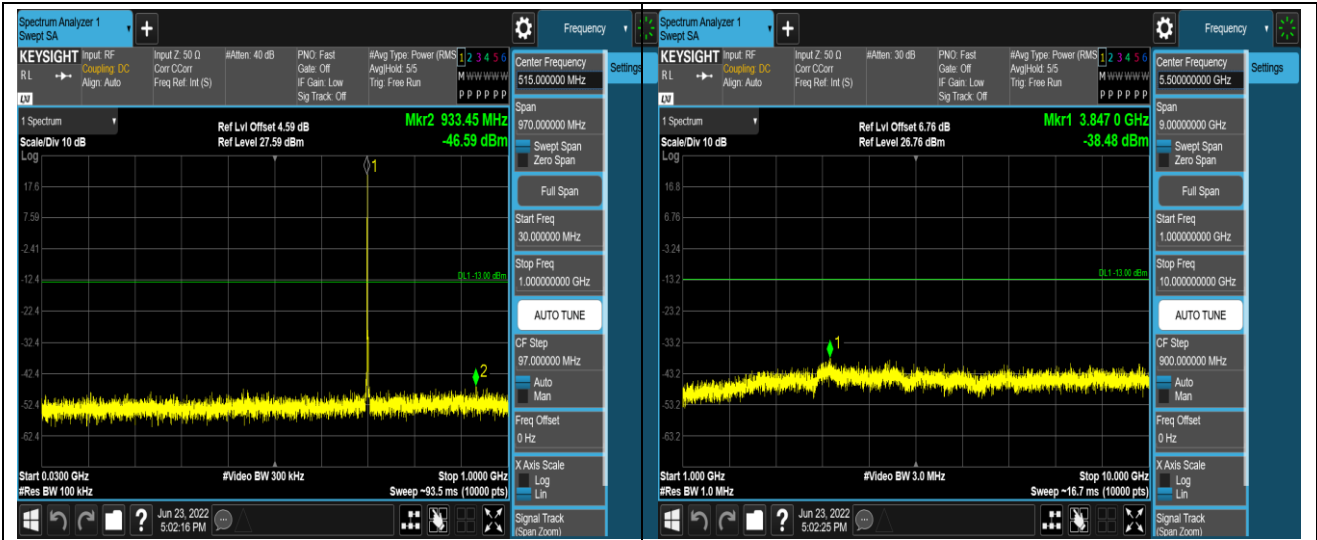 Spectrum Analyzer 1
Swept SA
+
Frequency
KEYSIGHT
RL
LXI
Input: RF
Coupling: DC
Align: Auto
Input Z: 50 Ω
Corr CCorr
Freq Ref: Int (S)
#Atten: 40 dB
PNO: Fast
Gate: Off
IF Gain: Low
Sig Track: Off
#Avg Type: Power (RMS
Avg|Hold: 5/5
Trig: Free Run
1 2 3 4 5 6
M W W W W W
P P P P P P
Center Frequency
515.000000 MHz
Settings
Span
970.000000 MHz
Swept Span
Zero Span
Full Span
Start Freq
30.000000 MHz
Stop Freq
1.000000000 GHz
AUTO TUNE
CF Step
97.000000 MHz
Auto
Man
Freq Offset
0 Hz
X Axis Scale
Log
Lin
Signal Track
(Span Zoom)
1 Spectrum
Scale/Div 10 dB
Log
Ref Lvl Offset 4.59 dB
Ref Level 27.59 dBm
Mkr2 933.45 MHz
-46.59 dBm
1
17.6
7.59
-2.41
DL1 -13.00 dBm
-12.4
-22.4
-32.4
-42.4
2
-52.4
-62.4
Start 0.0300 GHz
#Res BW 100 kHz
#Video BW 300 kHz
Stop 1.0000 GHz
Sweep ~93.5 ms (10000 pts)
?
Jun 23, 2022
5:02:16 PM
Spectrum Analyzer 1
Swept SA
+
Frequency
KEYSIGHT
RL
LXI
Input: RF
Coupling: DC
Align: Auto
Input Z: 50 Ω
Corr CCorr
Freq Ref: Int (S)
#Atten: 30 dB
PNO: Fast
Gate: Off
IF Gain: Low
Sig Track: Off
#Avg Type: Power (RMS
Avg|Hold: 5/5
Trig: Free Run
1 2 3 4 5 6
M W W W W W
P P P P P P
Center Frequency
5.500000000 GHz
Settings
Span
9.00000000 GHz
Swept Span
Zero Span
Full Span
Start Freq
1.000000000 GHz
Stop Freq
10.000000000 GHz
AUTO TUNE
CF Step
900.000000 MHz
Auto
Man
Freq Offset
0 Hz
X Axis Scale
Log
Lin
Signal Track
(Span Zoom)
1 Spectrum
Scale/Div 10 dB
Log
Ref Lvl Offset 6.76 dB
Ref Level 26.76 dBm
Mkr1 3.847 0 GHz
-38.48 dBm
16.8
6.76
-3.24
DL1 -13.00 dBm
-13.2
-23.2
-33.2
1
-43.2
-53.2
-63.2
Start 1.000 GHz
#Res BW 1.0 MHz
#Video BW 3.0 MHz
Stop 10.000 GHz
Sweep ~16.7 ms (10000 pts)
?
Jun 23, 2022
5:02:25 PM